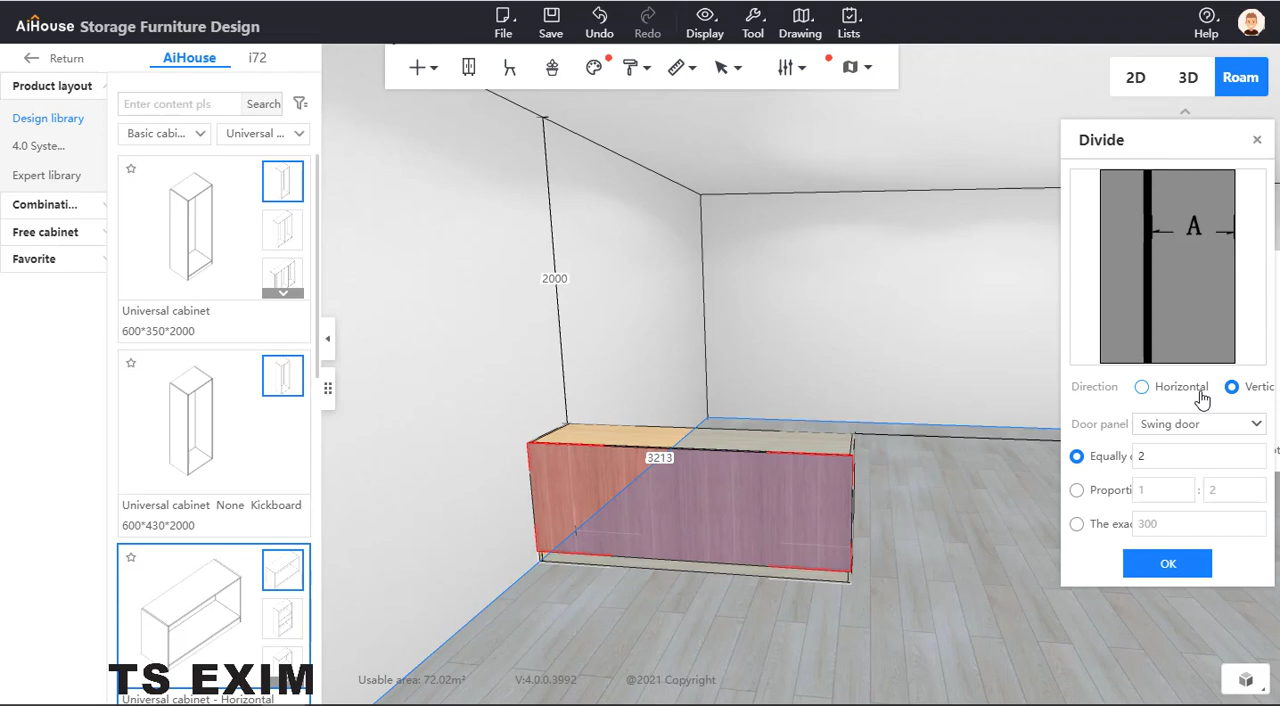 AiHouse Storage Furniture Design
File
Save
Undo
Redo
Display
Tool
Drawing
Lists
Help
Return
AiHouse
i72
2D
3D
Roam
Product layout
Design library
4.0 Syste...
Expert library
Combinati...
Free cabinet
Favorite
Enter content pls
Search
Basic cabi...
Universal ...
Universal cabinet
600*350*2000
Universal cabinet None Kickboard
600*430*2000
Universal cabinet - Horizontal
TS EXIM
2000
3213
Usable area: 72.02m²
V:4.0.0.3992
@2021 Copyright
Divide
A
Direction
Horizontal
Vertic
Door panel
Swing door
Equally
2
Proporti
1 : 2
The exac
300
OK